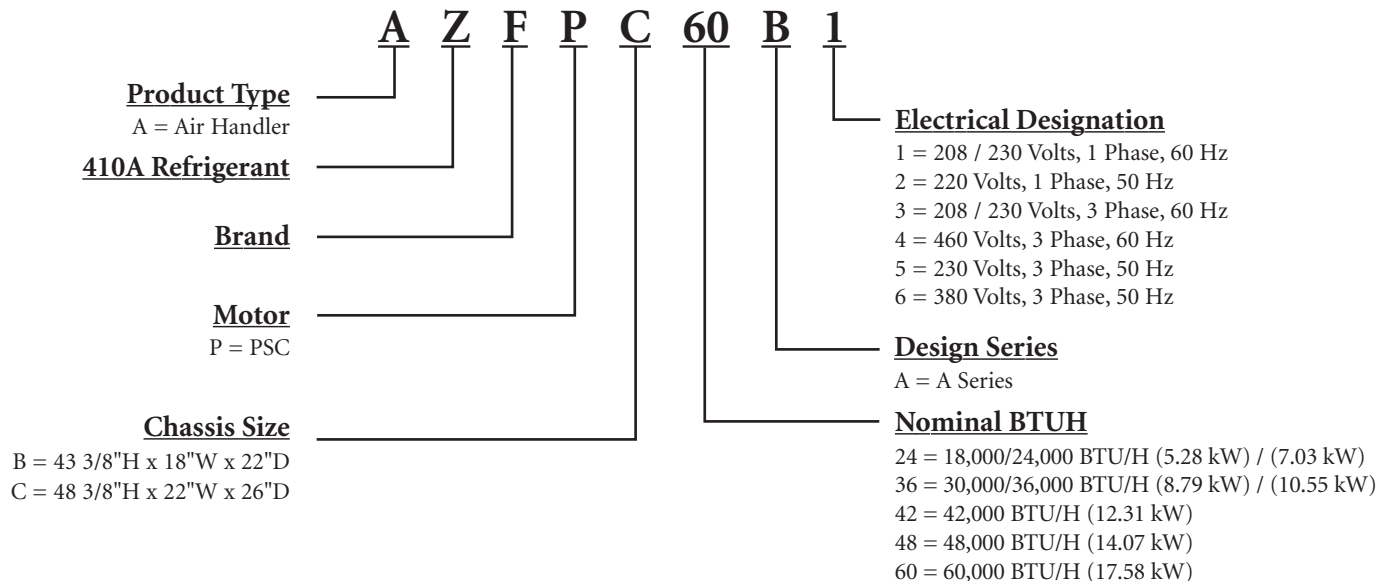 A Z F P C 60 B 1
Product Type
A = Air Handler
410A Refrigerant
Brand
Motor
P = PSC
Chassis Size
B = 43 3/8"H x 18"W x 22"D
C = 48 3/8"H x 22"W x 26"D
Electrical Designation
1 = 208 / 230 Volts, 1 Phase, 60 Hz
2 = 220 Volts, 1 Phase, 50 Hz
3 = 208 / 230 Volts, 3 Phase, 60 Hz
4 = 460 Volts, 3 Phase, 60 Hz
5 = 230 Volts, 3 Phase, 50 Hz
6 = 380 Volts, 3 Phase, 50 Hz
Design Series
A = A Series
Nominal BTUH
24 = 18,000/24,000 BTU/H (5.28 kW) / (7.03 kW)
36 = 30,000/36,000 BTU/H (8.79 kW) / (10.55 kW)
42 = 42,000 BTU/H (12.31 kW)
48 = 48,000 BTU/H (14.07 kW)
60 = 60,000 BTU/H (17.58 kW)